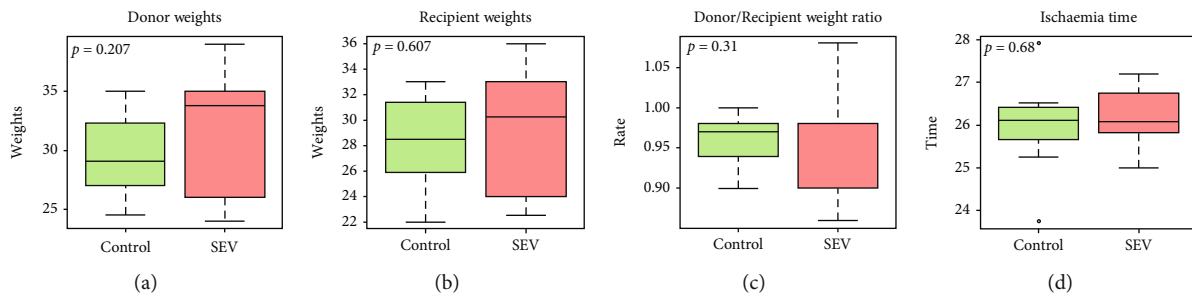 Donor weights
p = 0.207
Weights
35
30
25
Control SEV
(a)
Recipient weights
p = 0.607
Weights
36
34
32
30
28
26
24
22
Control SEV
(b)
Donor/Recipient weight ratio
p = 0.31
Rate
1.05
1.00
0.95
0.90
Control SEV
(c)
Ischaemia time
p = 0.68
Time
28
27
26
25
24
Control SEV
(d)